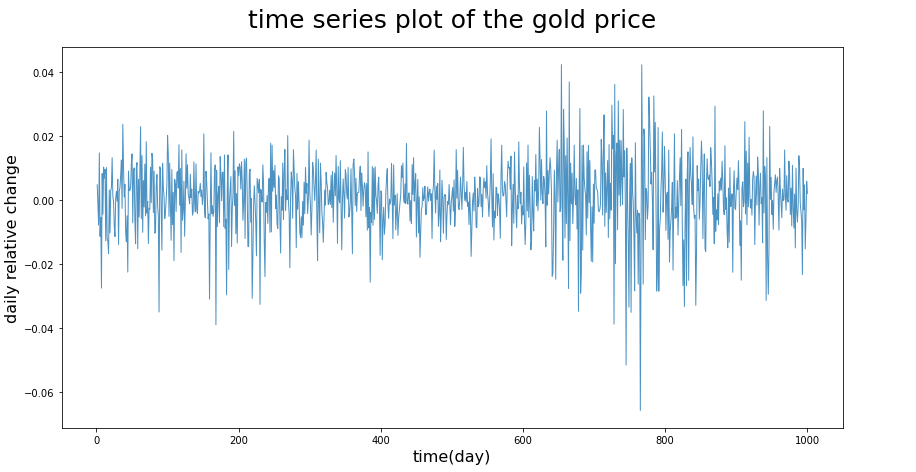 time series plot of the gold price
daily relative change
0.04
0.02
0.00
−0.02
−0.04
−0.06
0 200 400 600 800 1000
time(day)